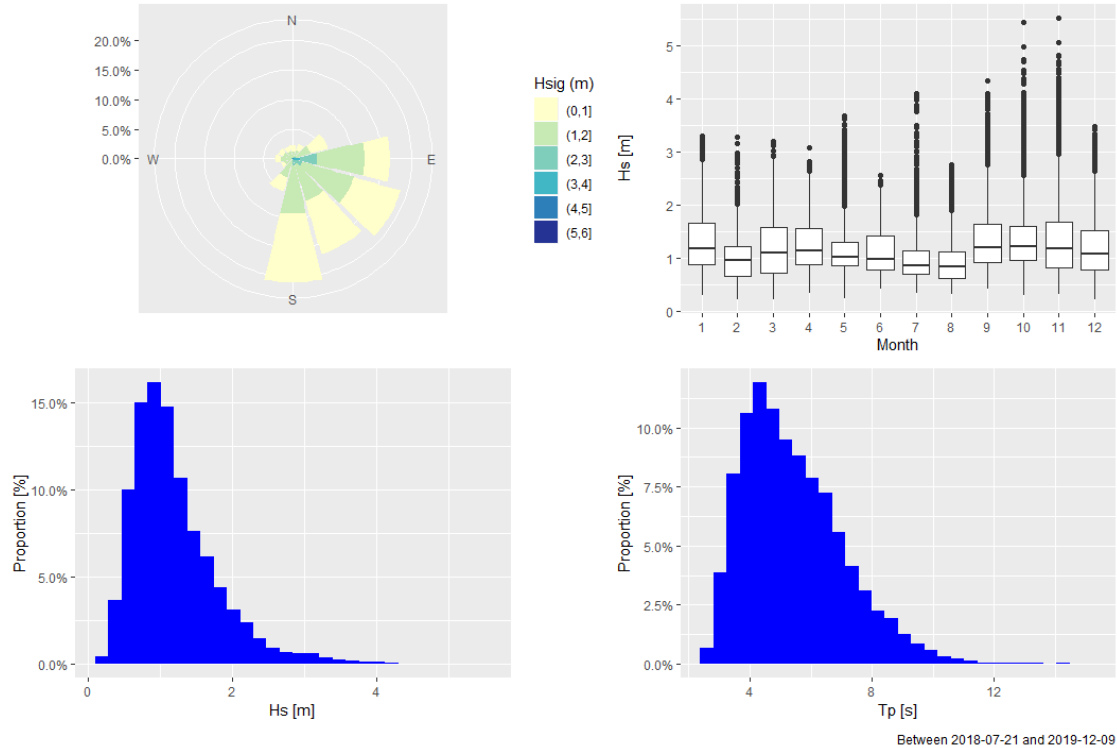 N
20.0%
15.0%
10.0%
5.0%
0.0%
W
E
S
Hsig (m)
(0,1]
(1,2]
(2,3]
(3,4]
(4,5]
(5,6]
Hs [m]
5
4
3
2
1
0
1 2 3 4 5 6 7 8 9 10 11 12
Month
Proportion [%]
15.0%
10.0%
5.0%
0.0%
0 2 4
Hs [m]
Proportion [%]
10.0%
7.5%
5.0%
2.5%
0.0%
4 8 12
Tp [s]
Between 2018-07-21 and 2019-12-09